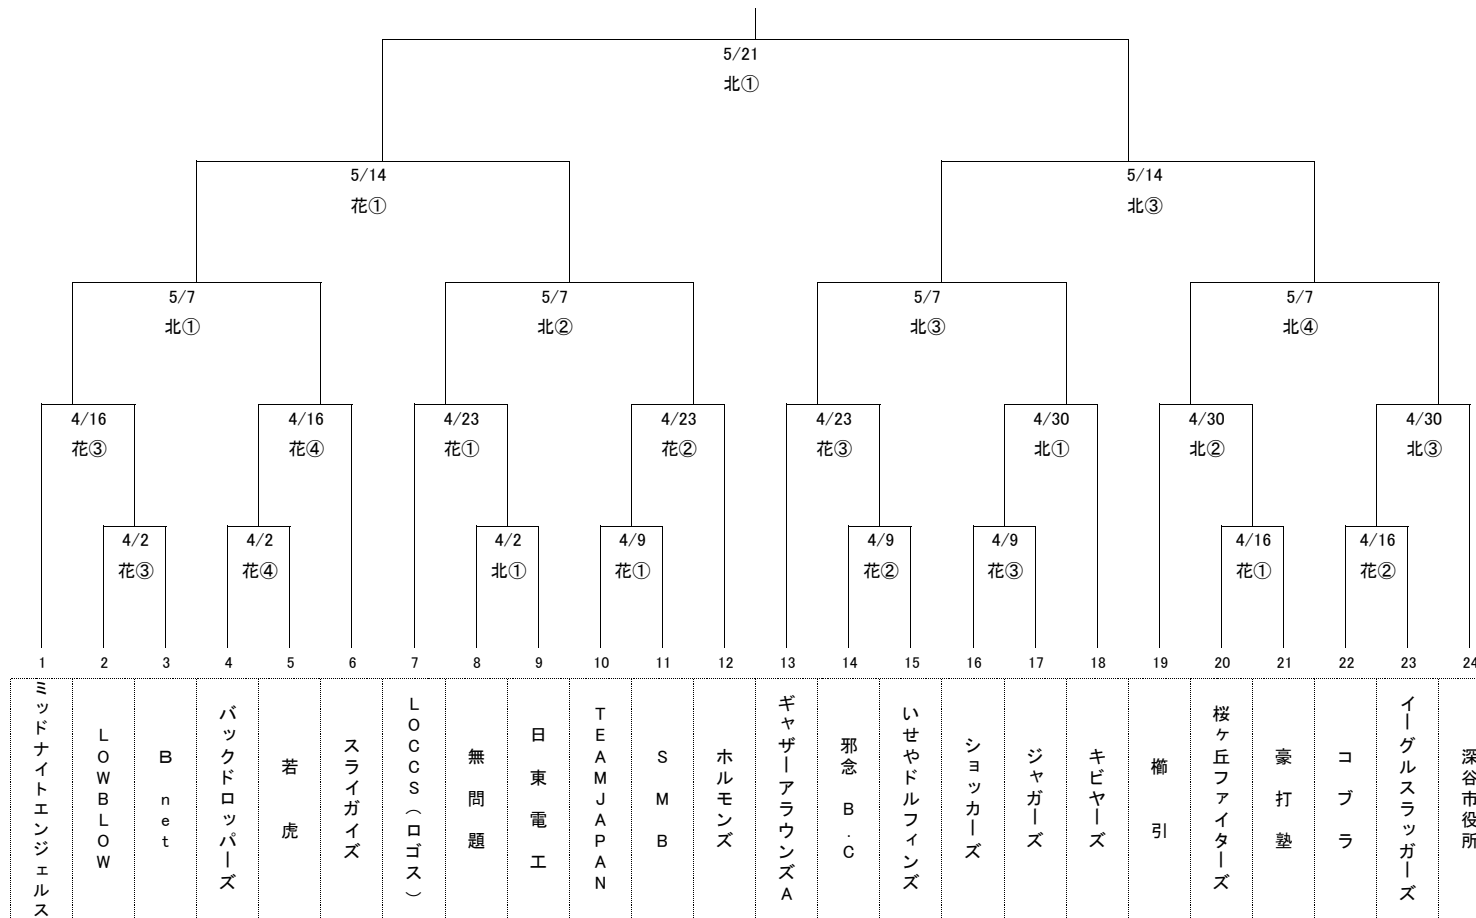 5/21
北①
5/14 5/14
花① 北③
5/7 5/7 5/7 5/7
北① 北② 北③ 北④
4/16 4/16 4/23 4/23 4/23 4/30 4/30 4/30
花③ 花④ 花① 花② 花③ 北① 北② 北③
4/2 4/2 4/2 4/9 4/9 4/9 4/16 4/16
花③ 花④ 北① 花① 花② 花③ 花① 花②
1 2 3 4 5 6 7 8 9 10 11 12 13 14 15 16 17 18 19 20 21 22 23 24
ミッドナイトエンジェルス
LOWBLOW
B net
バックドロッパーズ
若虎
スライガイズ
LOCCS(ロゴス)
無問題
日東電工
TEAMJAPAN
SMB
ホルモンズ
ギャザーアラウンズA
邪念 B.C
いせやドルフィンズ
ショッカーズ
ジャガーズ
キビヤーズ
櫛引
桜ヶ丘ファイターズ
豪打塾
コブラ
イーグルスラッガーズ
深谷市役所